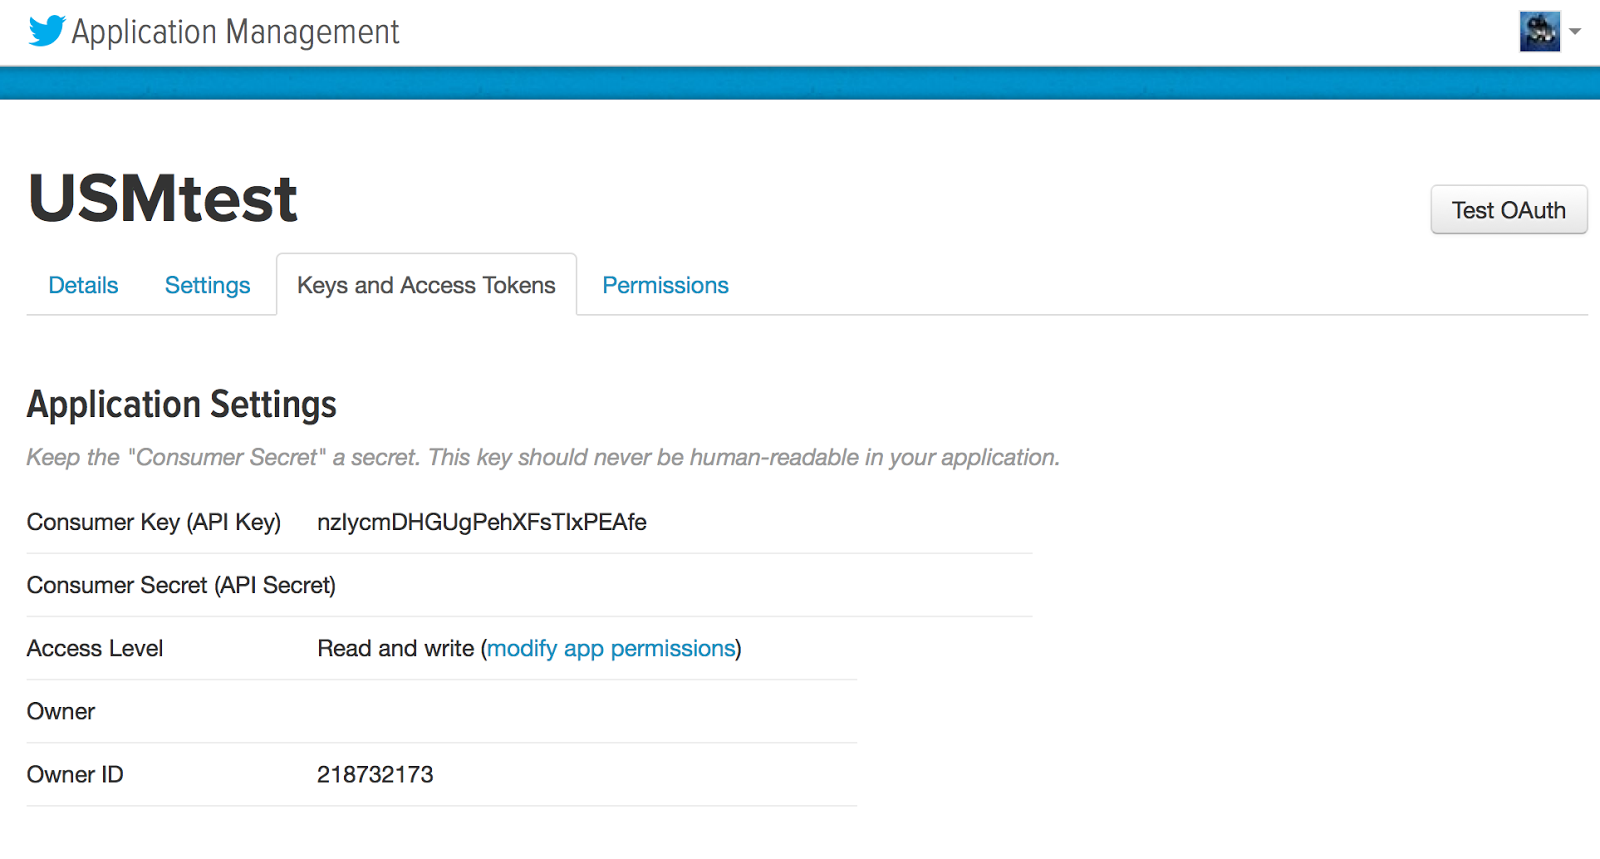 Application Management
USMtest
Test OAuth
Details Settings Keys and Access Tokens Permissions
Application Settings
Keep the "Consumer Secret" a secret. This key should never be human-readable in your application.
Consumer Key (API Key) nzlycmDHGUgPehXFsTIxPEAfe
Consumer Secret (API Secret)
Access Level Read and write (modify app permissions)
Owner
Owner ID 218732173